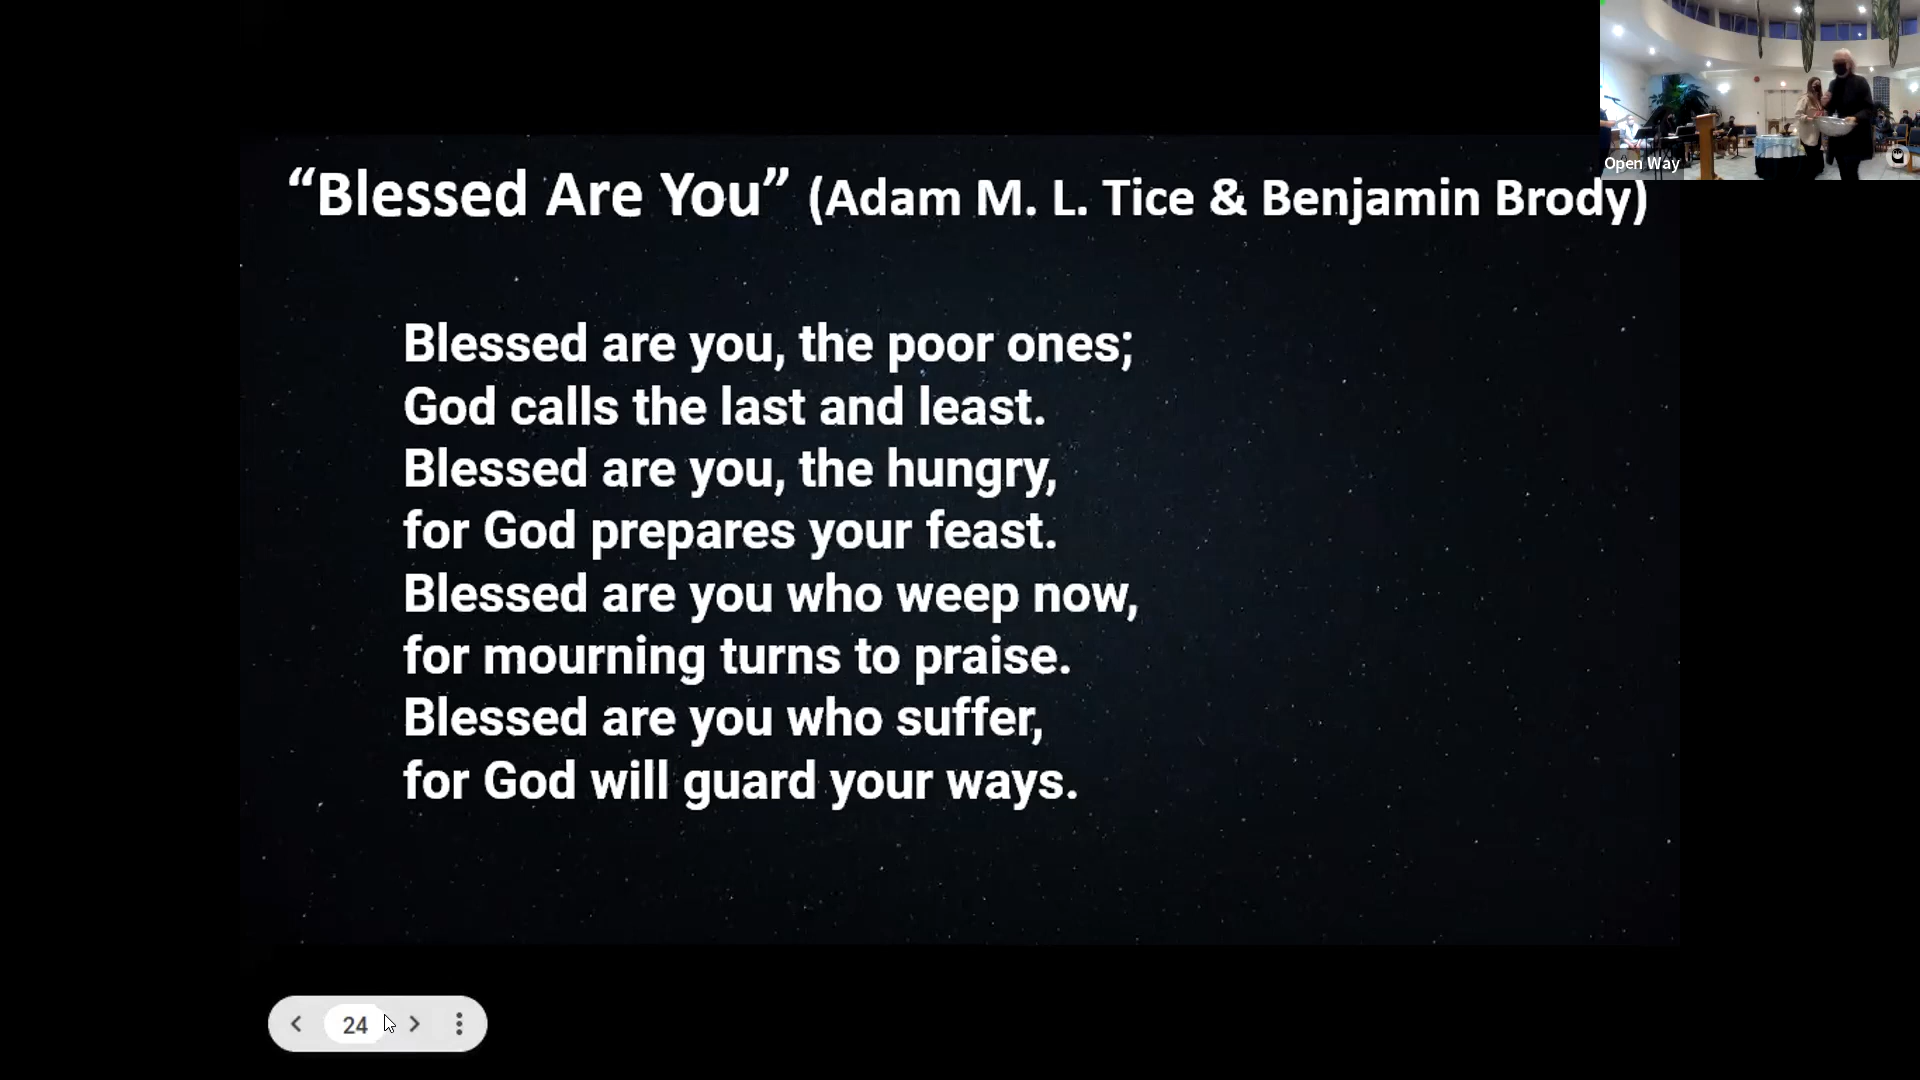 “Blessed Are You” (Adam M. L. Tice & Benjamin Brody)
Open Way
Blessed are you, the poor ones;
God calls the last and least.
Blessed are you, the hungry,
for God prepares your feast.
Blessed are you who weep now,
for mourning turns to praise.
Blessed are you who suffer,
for God will guard your ways.
24